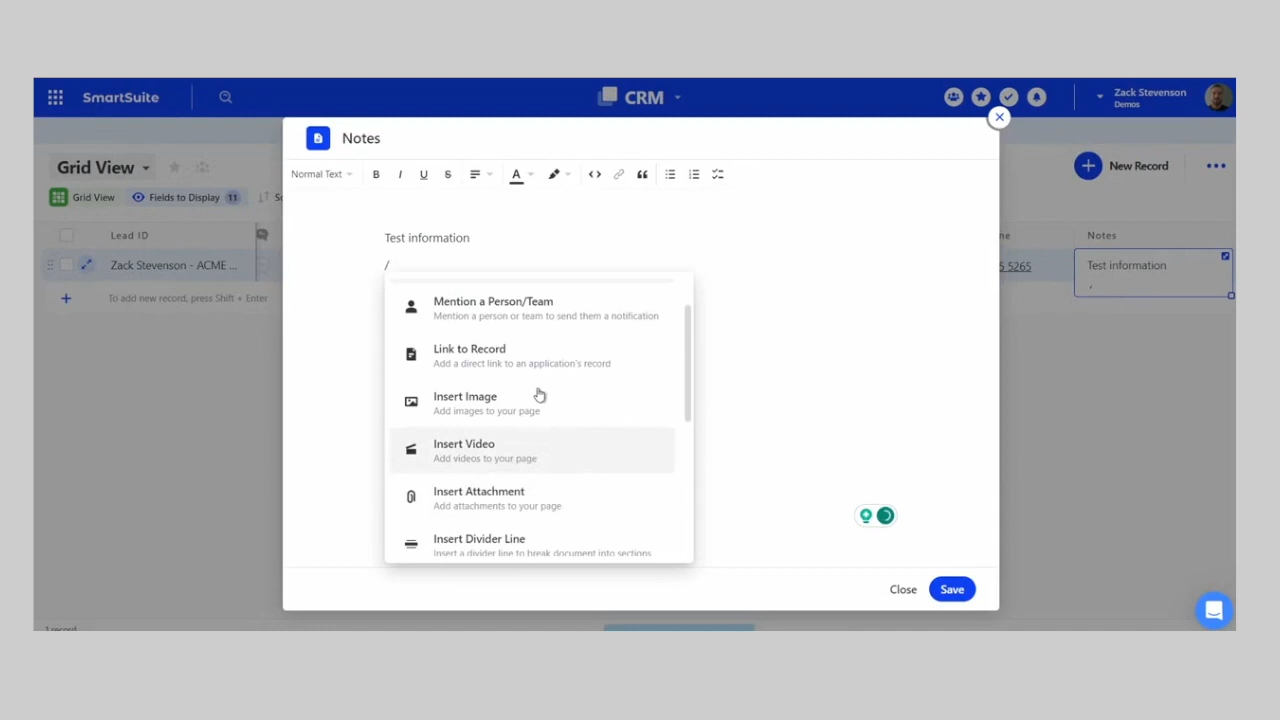 SmartSuite
CRM
Zack Stevenson
Demos
Notes
Grid View
New Record
Normal Text
B I U S A
Grid View
Fields to Display 11
Lead ID
Notes
Test information
Zack Stevenson - ACME ...
5265
Test information
/
To add new record, press Shift + Enter
Mention a Person/Team
Mention a person or team to send them a notification
Link to Record
Add a direct link to an application's record
Insert Image
Add images to your page
Insert Video
Add videos to your page
Insert Attachment
Add attachments to your page
Insert Divider Line
Insert a divider line to break document into sections
Close
Save
1 record